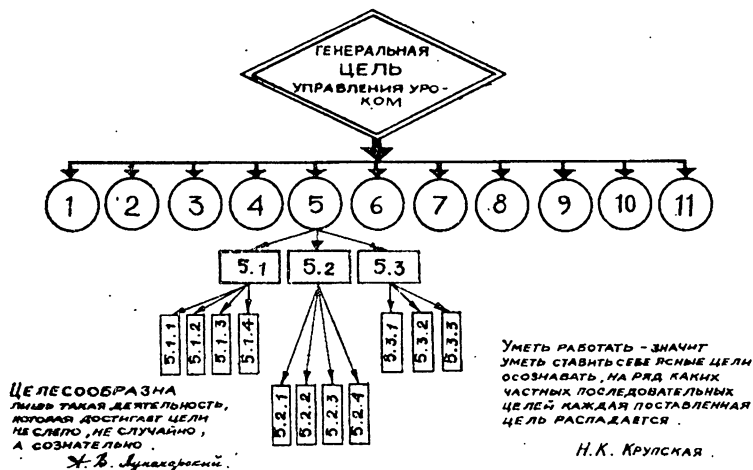 ГЕНЕРАЛЬНАЯ
ЦЕЛЬ
УПРАВЛЕНИЯ УРО-
КОМ
1 2 3 4 5 6 7 8 9 10 11
5.1 5.2 5.3
5.1.1 5.1.2 5.1.3 5.1.4 5.3.1 5.3.2 5.3.3
5.2.1 5.2.2 5.2.3 5.2.4
ЦЕЛЕСООБРАЗНА
ЛИШЬ ТАКАЯ ДЕЯТЕЛЬНОСТЬ,
КОТОРАЯ ДОСТИГАЕТ ЦЕЛИ
НЕ СЛЕПО, НЕ СЛУЧАЙНО,
А СОЗНАТЕЛЬНО.
А. В. Луначарский.
УМЕТЬ РАБОТАТЬ – ЗНАЧИТ
УМЕТЬ СТАВИТЬ СЕБЕ ЯСНЫЕ ЦЕЛИ
ОСОЗНАВАТЬ, НА РЯД КАКИХ
ЧАСТНЫХ ПОСЛЕДОВАТЕЛЬНЫХ
ЦЕЛЕЙ КАЖДАЯ ПОСТАВЛЕННАЯ
ЦЕЛЬ РАСПАДАЕТСЯ.
Н.К. КРУПСКАЯ.